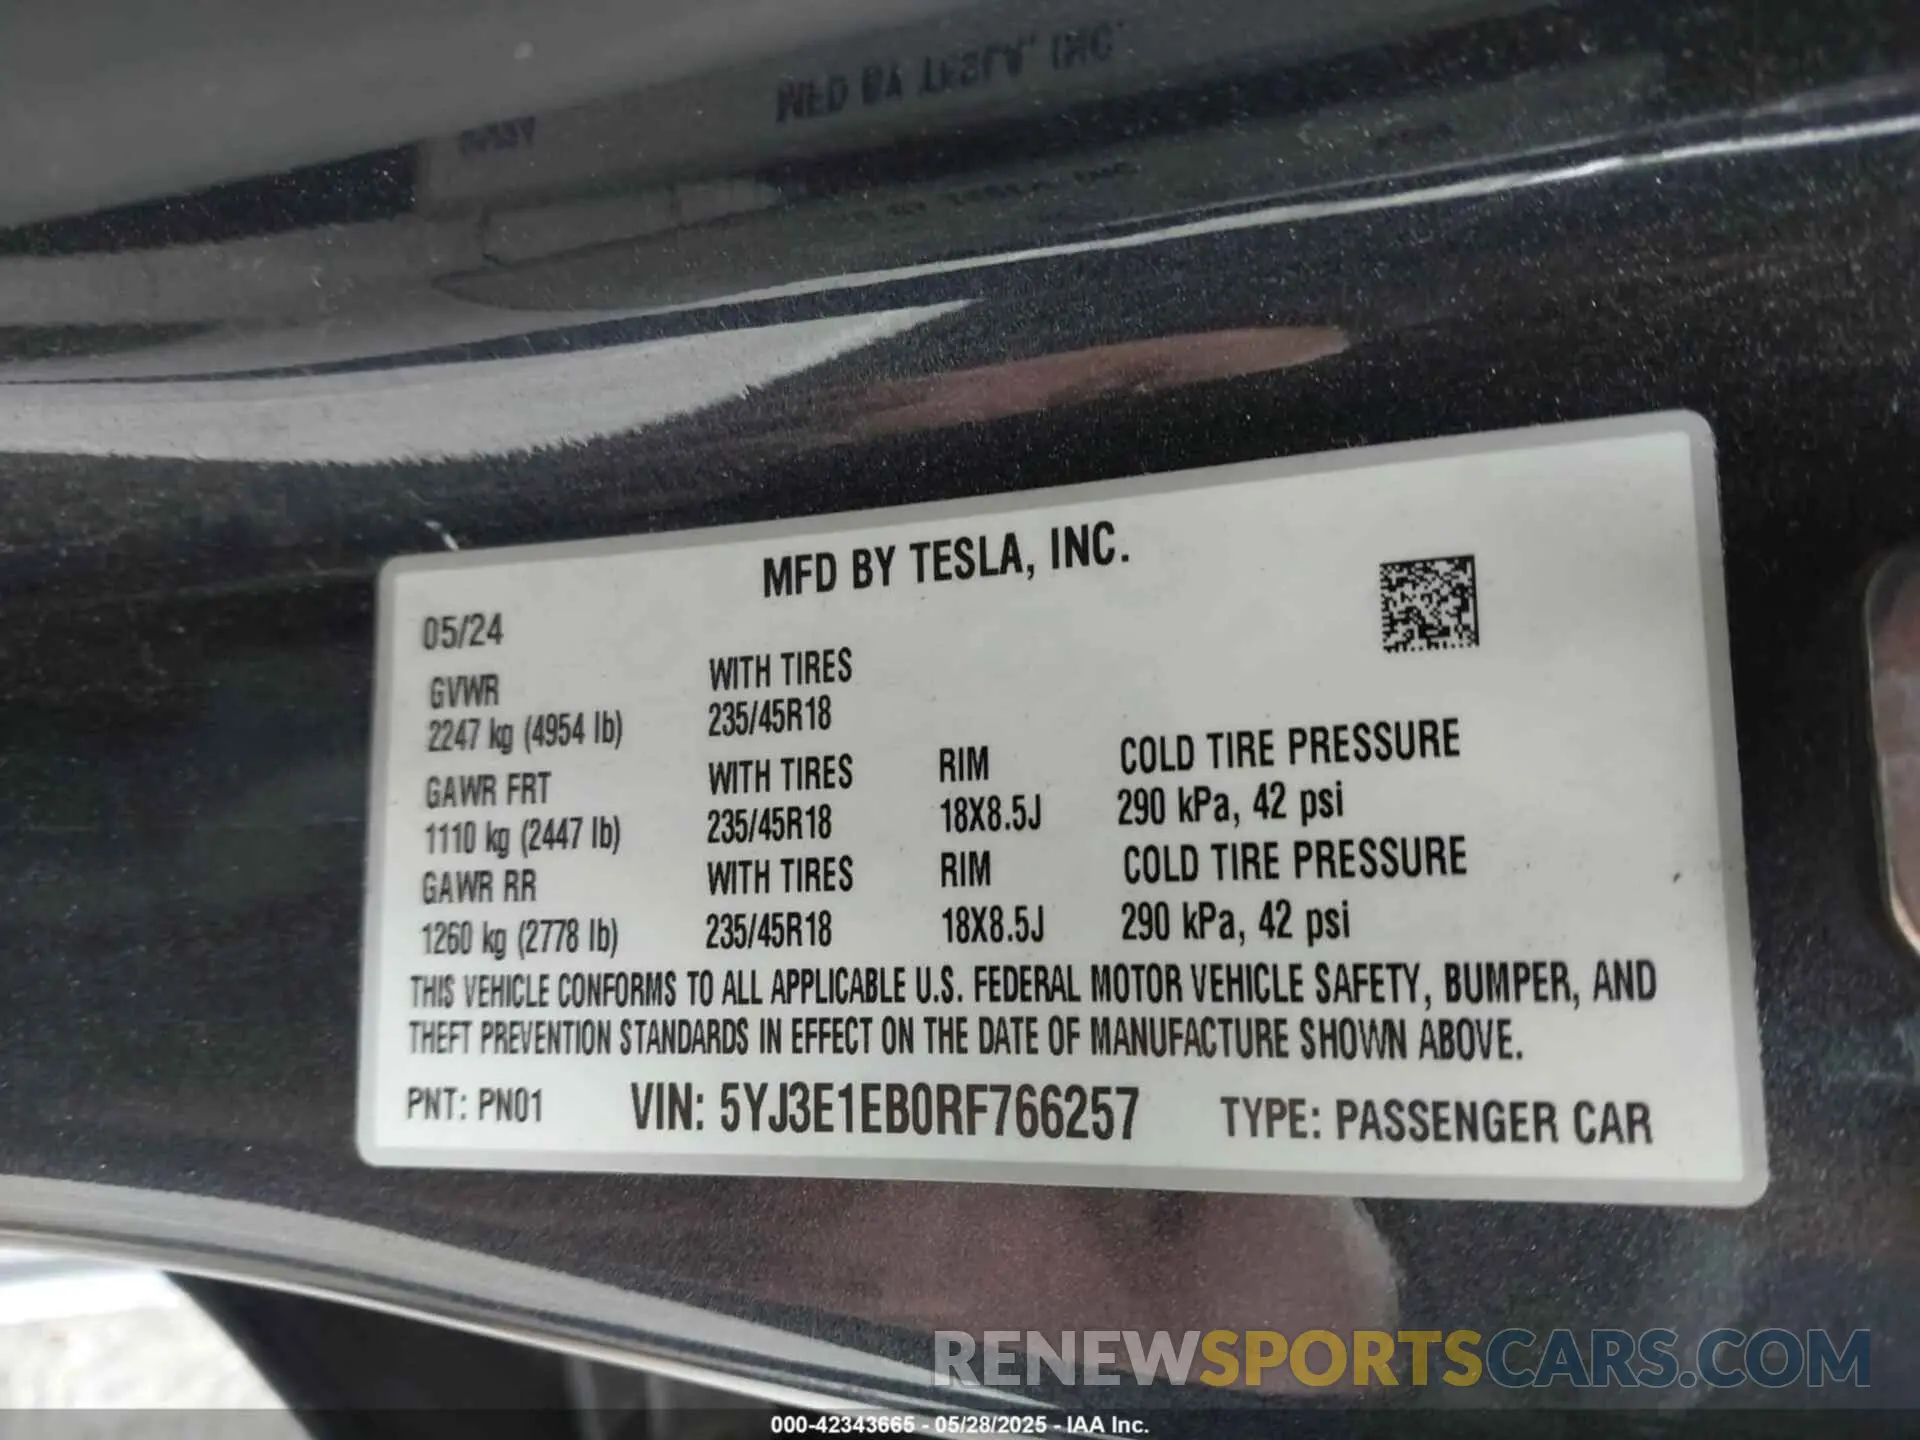 MFD BY TESLA, INC.
05/24
GVWR WITH TIRES
2247 kg (4954 lb) 235/45R18
GAWR FRT WITH TIRES RIM COLD TIRE PRESSURE
1110 kg (2447 lb) 235/45R18 18X8.5J 290 kPa, 42 psi
GAWR RR WITH TIRES RIM COLD TIRE PRESSURE
1260 kg (2778 lb) 235/45R18 18X8.5J 290 kPa, 42 psi
THIS VEHICLE CONFORMS TO ALL APPLICABLE U.S. FEDERAL MOTOR VEHICLE SAFETY, BUMPER, AND
THEFT PREVENTION STANDARDS IN EFFECT ON THE DATE OF MANUFACTURE SHOWN ABOVE.
PNT: PN01 VIN: 5YJ3E1EB0RF766257 TYPE: PASSENGER CAR
RENEWSPORTSCARS.COM
000-42343665 - 05/28/2025 - IAA Inc.